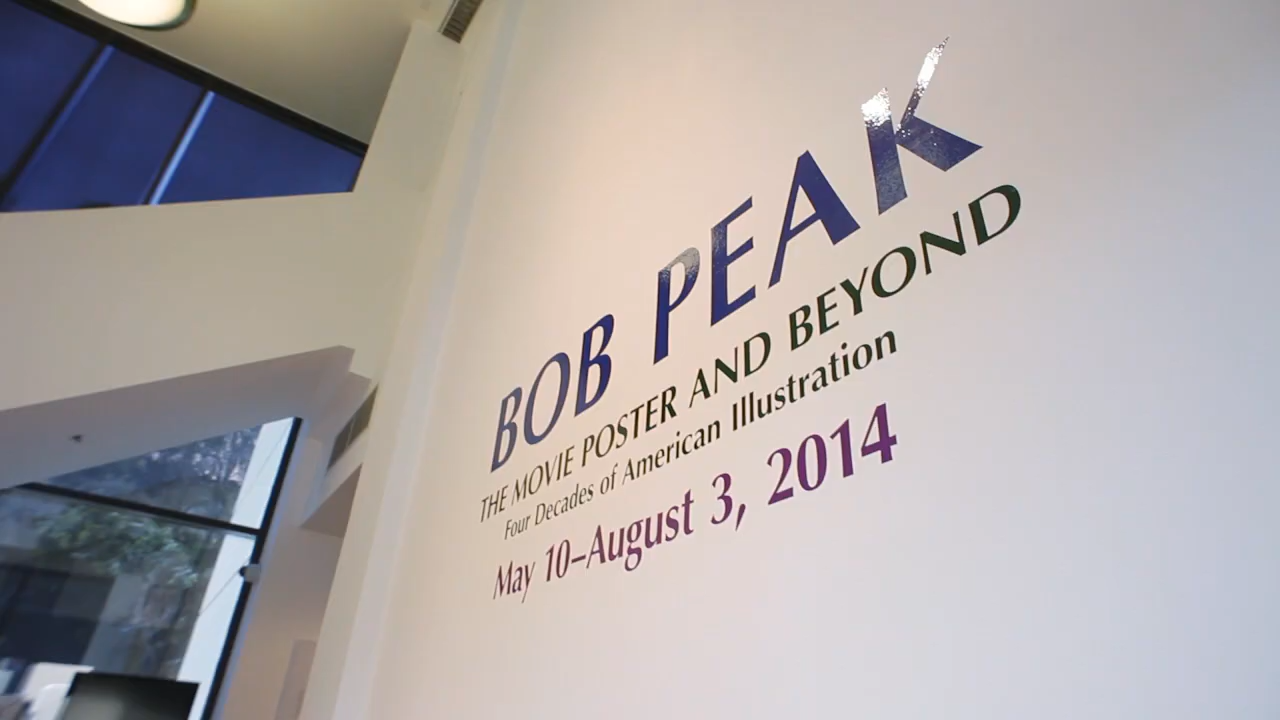 BOB PEAK
THE MOVIE POSTER AND BEYOND
Four Decades of American Illustration
May 10–August 3, 2014